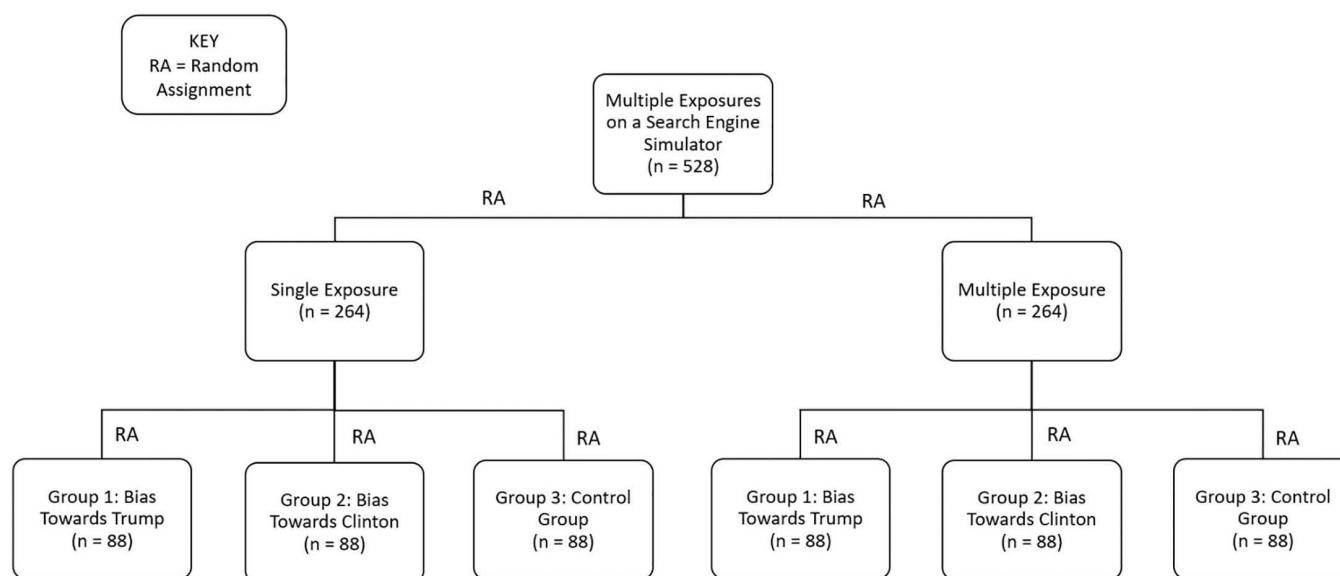 KEY
RA = Random
Assignment
Multiple Exposures
on a Search Engine
Simulator
(n = 528)
RA
RA
Single Exposure
(n = 264)
Multiple Exposure
(n = 264)
RA
RA
RA
RA
RA
RA
Group 1: Bias
Towards Trump
(n = 88)
Group 2: Bias
Towards Clinton
(n = 88)
Group 3: Control
Group
(n = 88)
Group 1: Bias
Towards Trump
(n = 88)
Group 2: Bias
Towards Clinton
(n = 88)
Group 3: Control
Group
(n = 88)